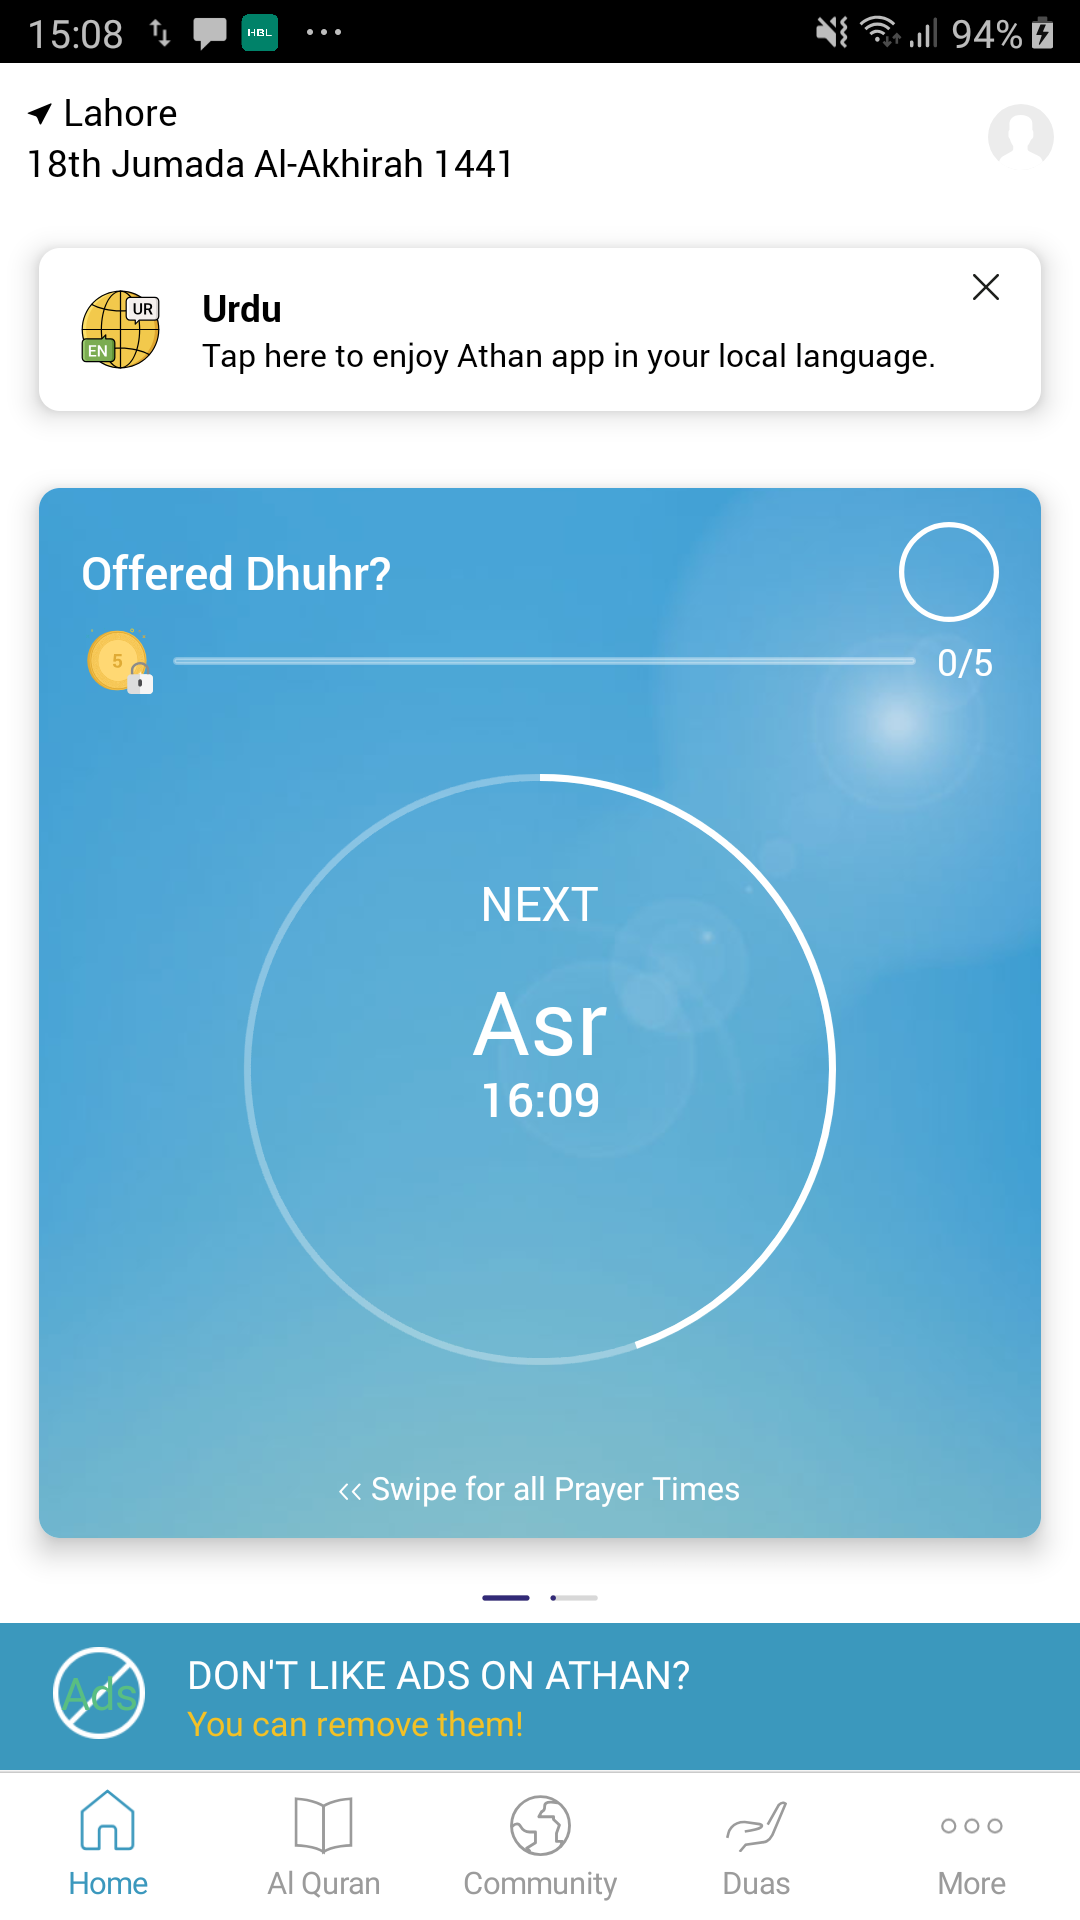 15:08
HBL
94%
Lahore
18th Jumada Al-Akhirah 1441
UR
EN
Urdu
Tap here to enjoy Athan app in your local language.
Offered Dhuhr?
5
0/5
NEXT
Asr
16:09
<< Swipe for all Prayer Times
Ads
DON'T LIKE ADS ON ATHAN?
You can remove them!
Home
Al Quran
Community
Duas
More